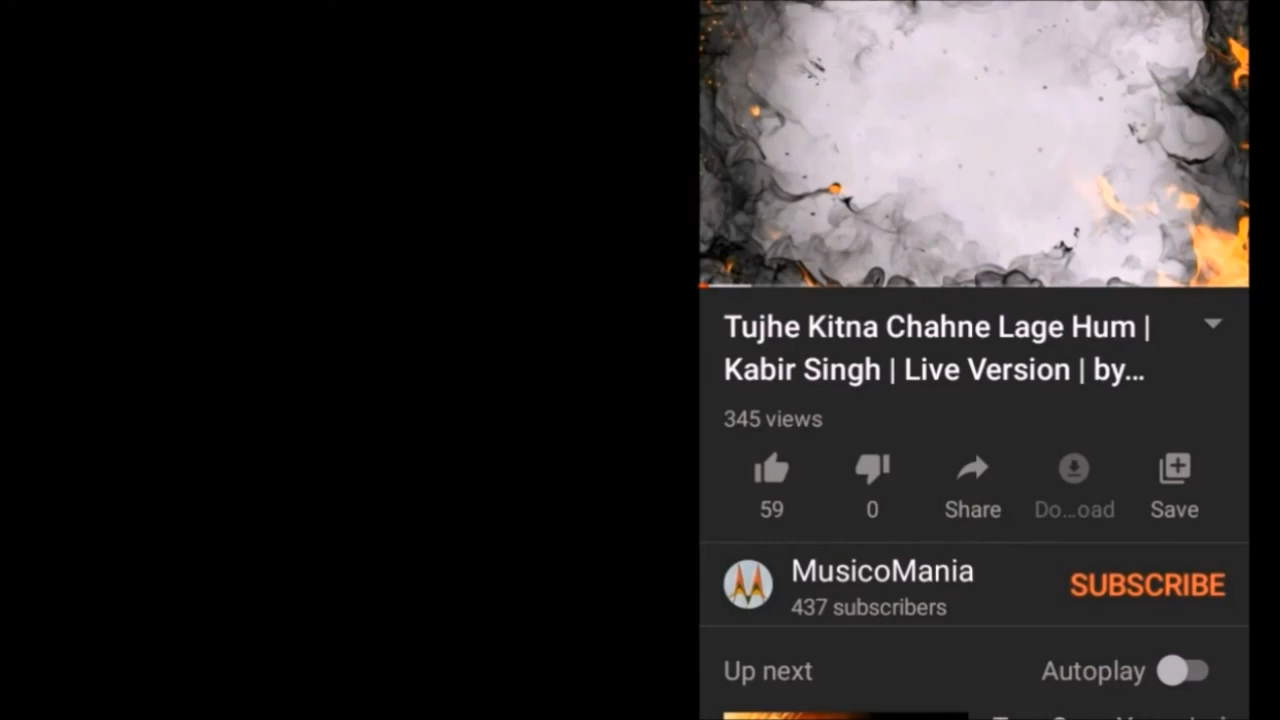 Tujhe Kitna Chahne Lage Hum |
Kabir Singh | Live Version | by...
345 views
59 0 Share Do...oad Save
MusicoMania
437 subscribers
SUBSCRIBE
Up next Autoplay